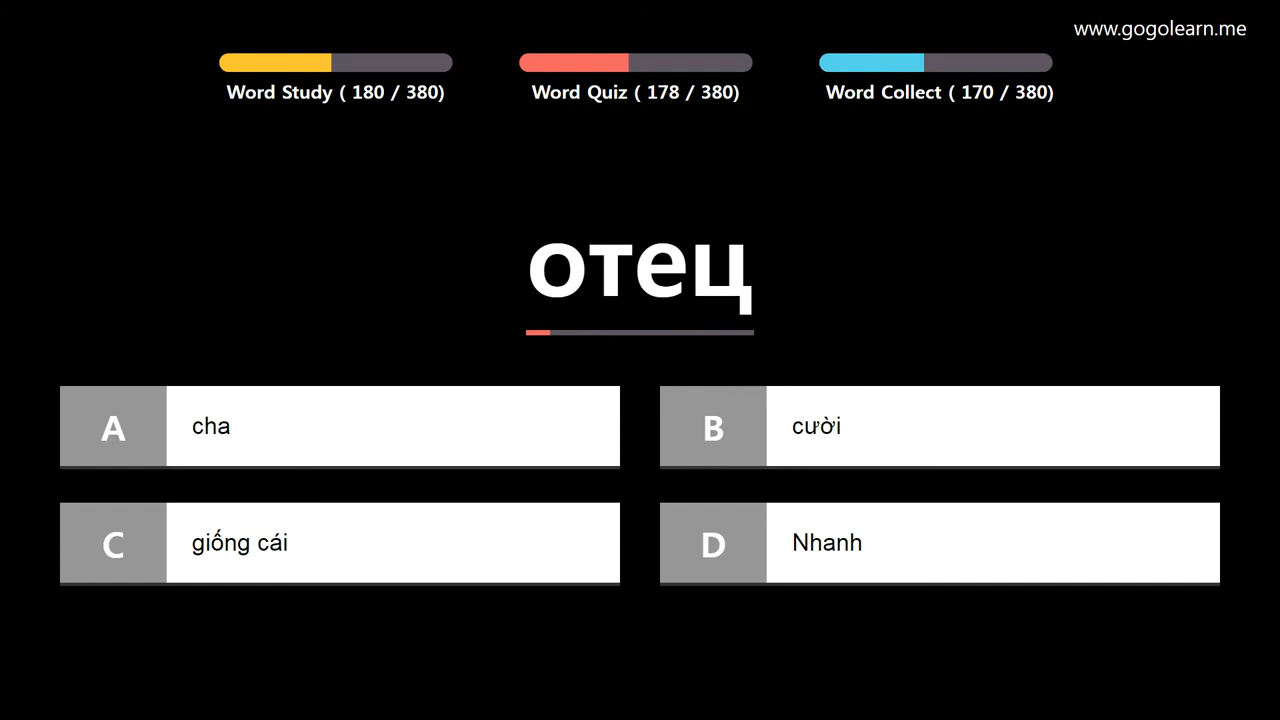 www.gogolearn.me
Word Study ( 180 / 380)
Word Quiz ( 178 / 380)
Word Collect ( 170 / 380)
отец
A cha
B cười
C giống cái
D Nhanh